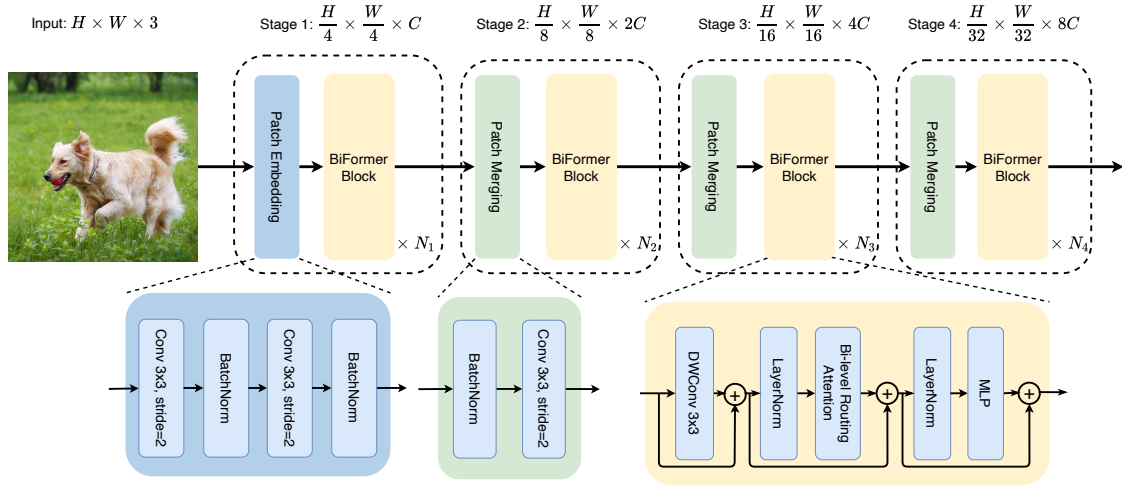 Input: H × W × 3
Stage 1: H/4 × W/4 × C
Stage 2: H/8 × W/8 × 2C
Stage 3: H/16 × W/16 × 4C
Stage 4: H/32 × W/32 × 8C
Patch Embedding
BiFormer
Block
× N₁
Patch Merging
BiFormer
Block
× N₂
Patch Merging
BiFormer
Block
× N₃
Patch Merging
BiFormer
Block
× N₄
Conv 3x3, stride=2
BatchNorm
Conv 3x3, stride=2
BatchNorm
BatchNorm
Conv 3x3, stride=2
DWConv 3x3
+
LayerNorm
Bi-level Routing
Attention
+
LayerNorm
MLP
+